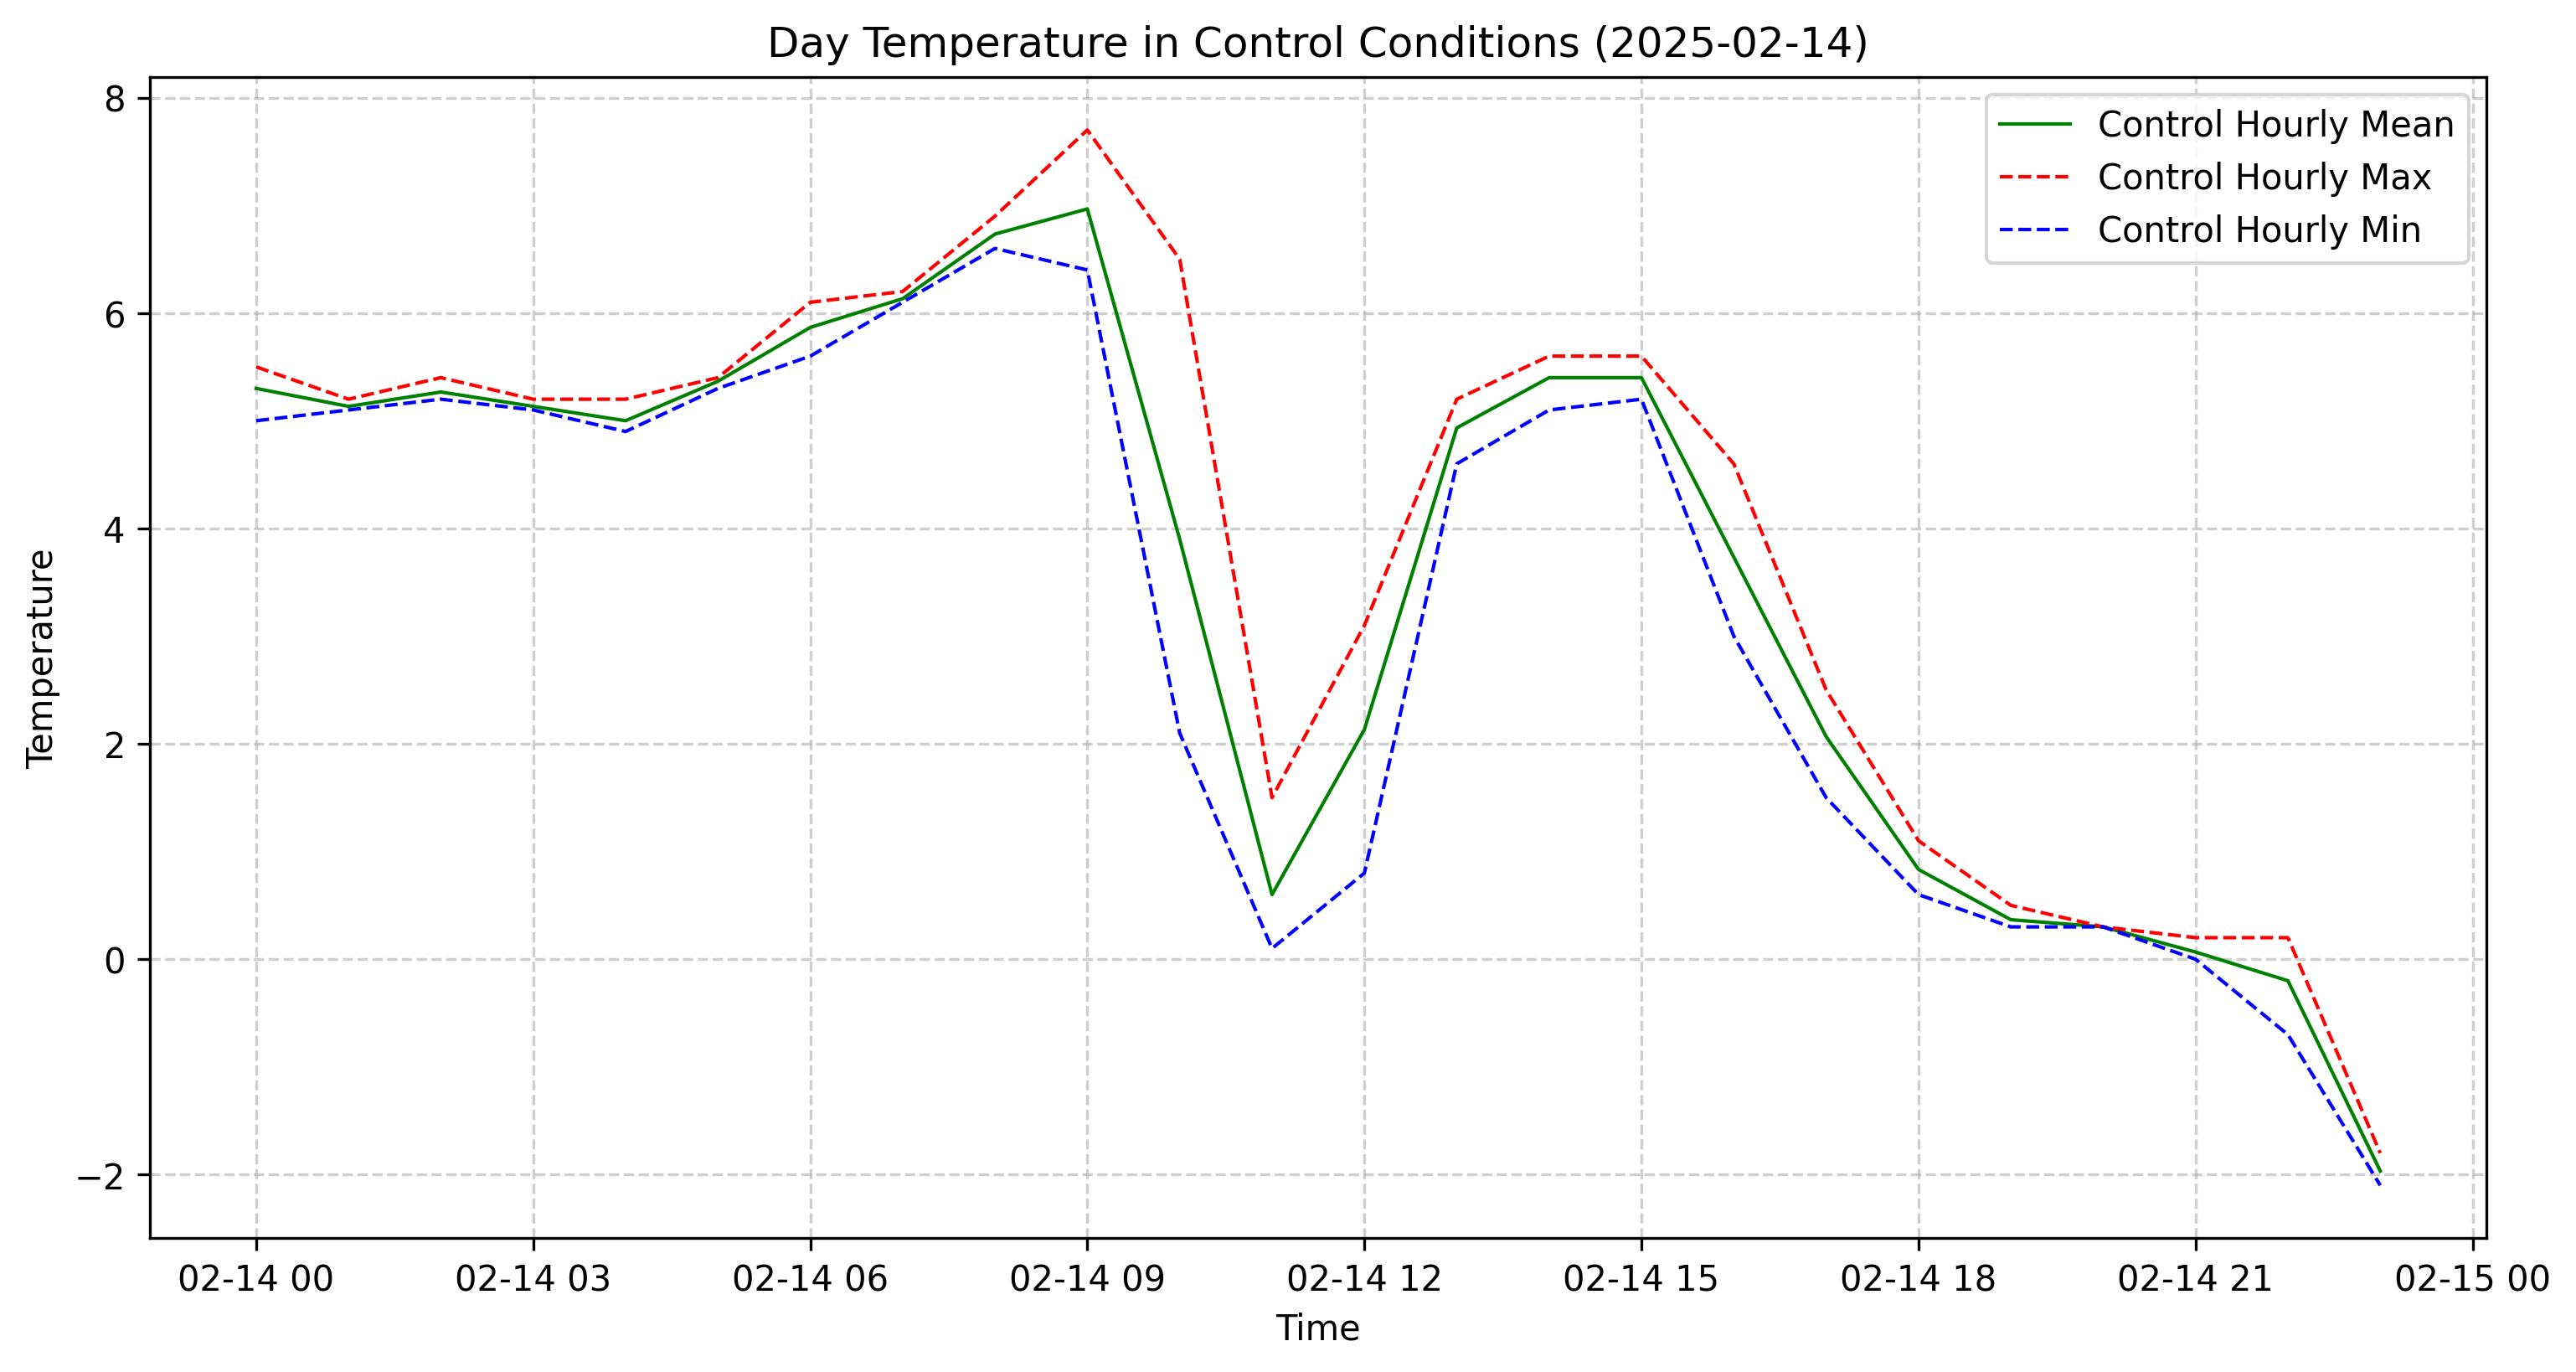 Day Temperature in Control Conditions (2025-02-14)
Control Hourly Mean
Control Hourly Max
Control Hourly Min
8
6
4
2
0
−2
Temperature
02-14 00 02-14 03 02-14 06 02-14 09 02-14 12 02-14 15 02-14 18 02-14 21 02-15 00
Time